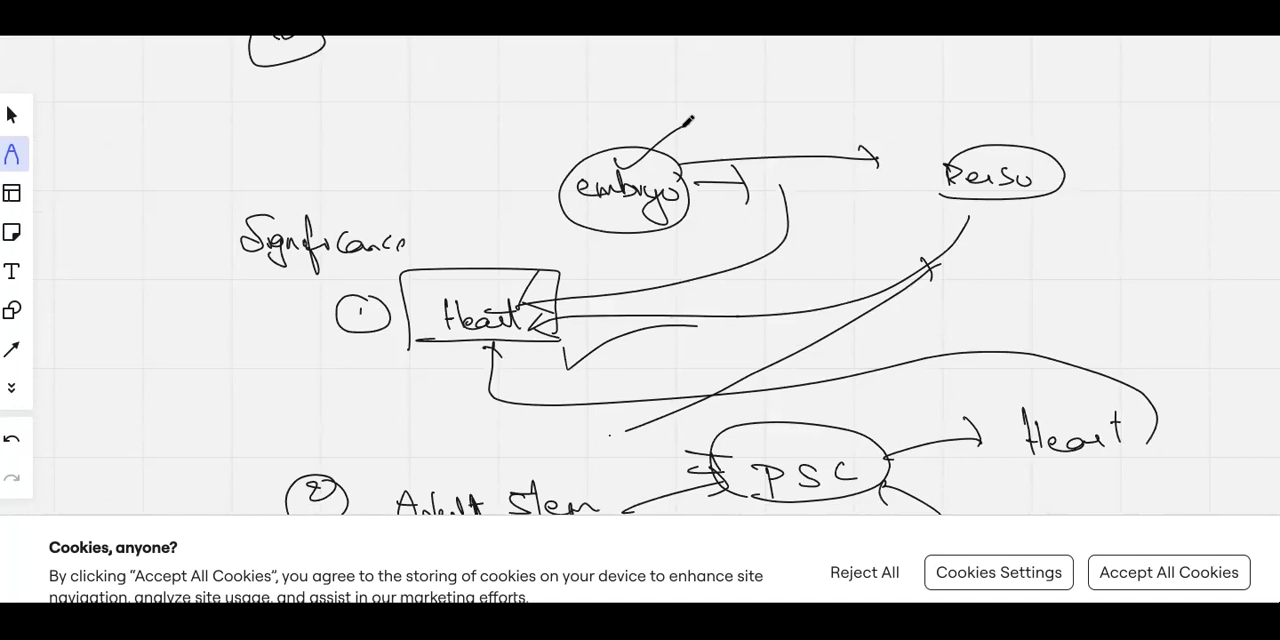 embryo
Perso
Significance
1
Heart
Heart
PSC
2
Adult Stem
Cookies, anyone?
By clicking “Accept All Cookies”, you agree to the storing of cookies on your device to enhance site
navigation, analyze site usage, and assist in our marketing efforts.
Reject All
Cookies Settings
Accept All Cookies